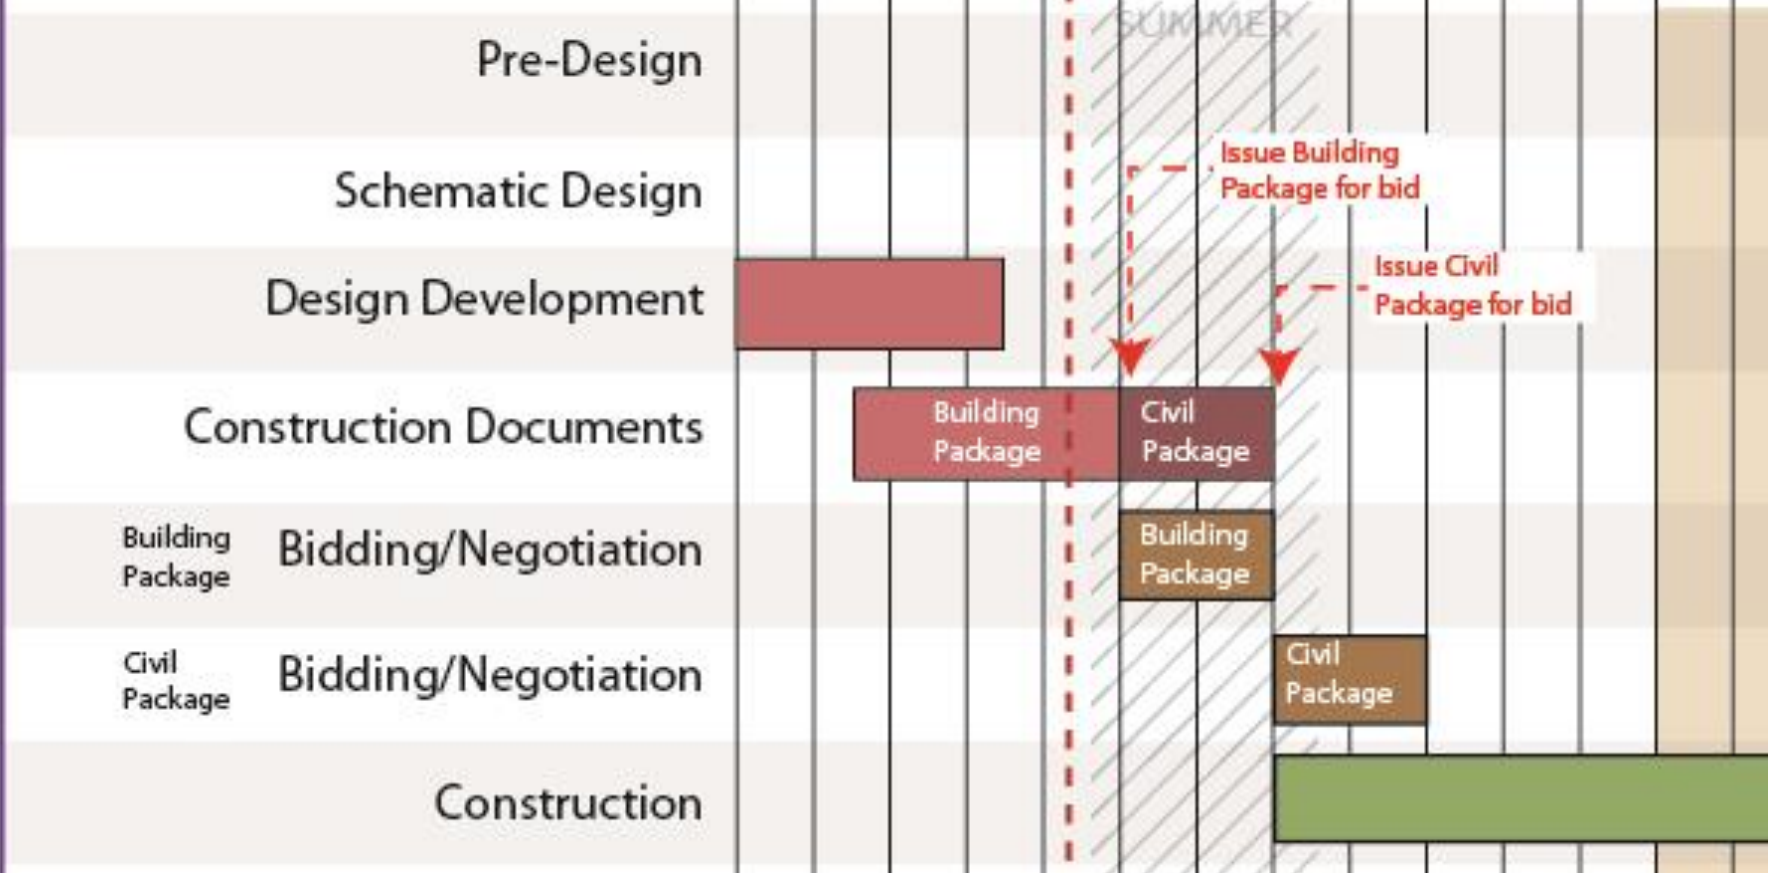 SUMMER
Pre-Design
Issue Building
Package for bid
Schematic Design
Issue Civil
Package for bid
Design Development
Construction Documents
Building
Package
Civil
Package
Building
Package
Bidding/Negotiation
Building
Package
Civil
Package
Bidding/Negotiation
Civil
Package
Construction